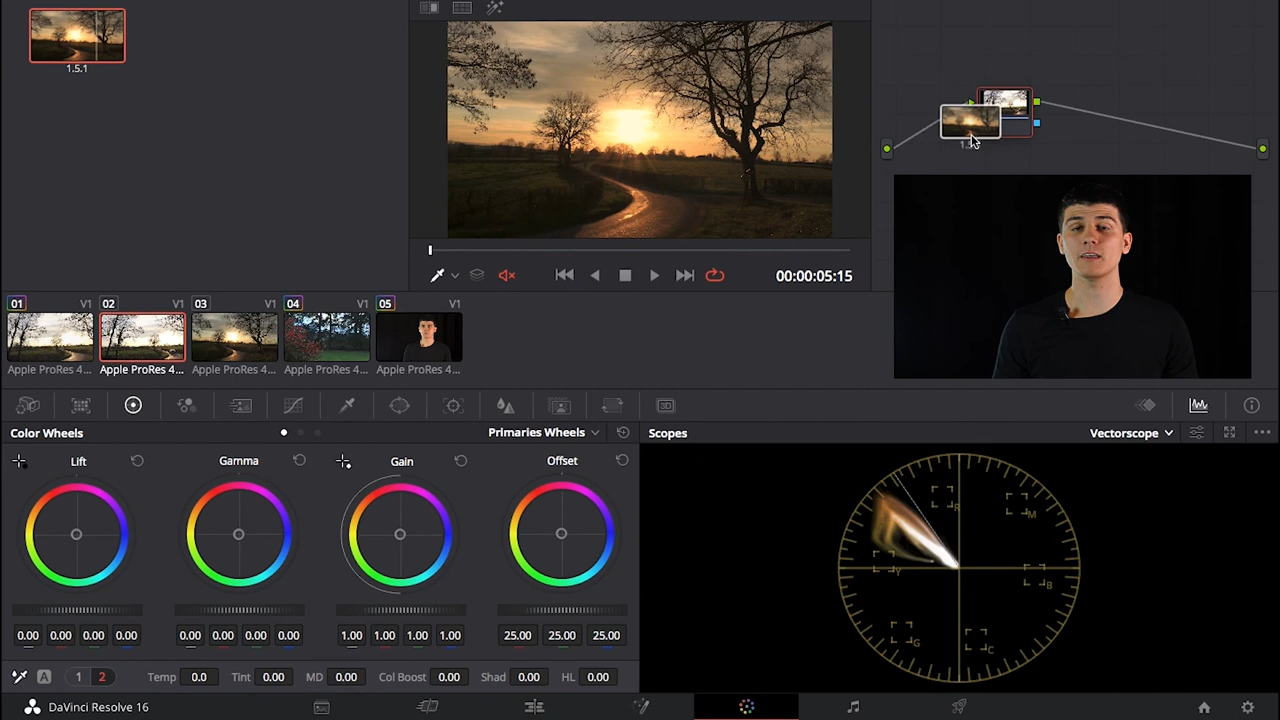 1.5.1
00:00:05:15
01 V1 02 V1 03 V1 04 V1 05 V1
Apple ProRes 4... Apple ProRes 4... Apple ProRes 4... Apple ProRes 4... Apple ProRes 4...
Color Wheels Primaries Wheels Scopes Vectorscope
Lift Gamma Gain Offset
R M
Y B
G C
0.00 0.00 0.00 0.00 0.00 0.00 0.00 0.00 1.00 1.00 1.00 1.00 25.00 25.00 25.00
A 1 2 Temp 0.0 Tint 0.00 MD 0.00 Col Boost 0.00 Shad 0.00 HL 0.00
3D
DaVinci Resolve 16